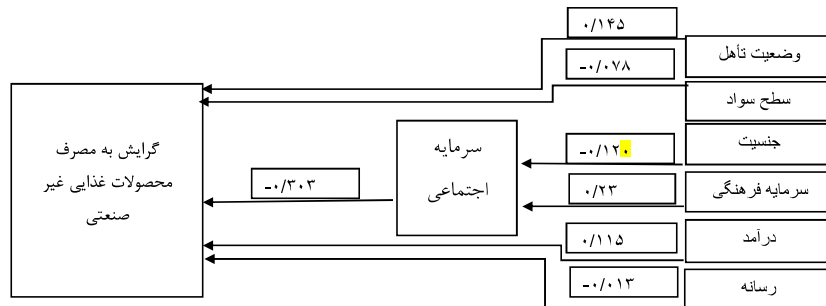 ۰/۱۴۵
وضعیت تأهل
-۰/۰۷۸
سطح سواد
گرایش به مصرف
محصولات غذایی غیر
صنعتی
سرمایه
اجتماعی
-۰/۳۰۳
-۰/۱۲۰
جنسیت
۰/۲۳
سرمایه فرهنگی
۰/۱۱۵
درآمد
-۰/۰۱۳
رسانه